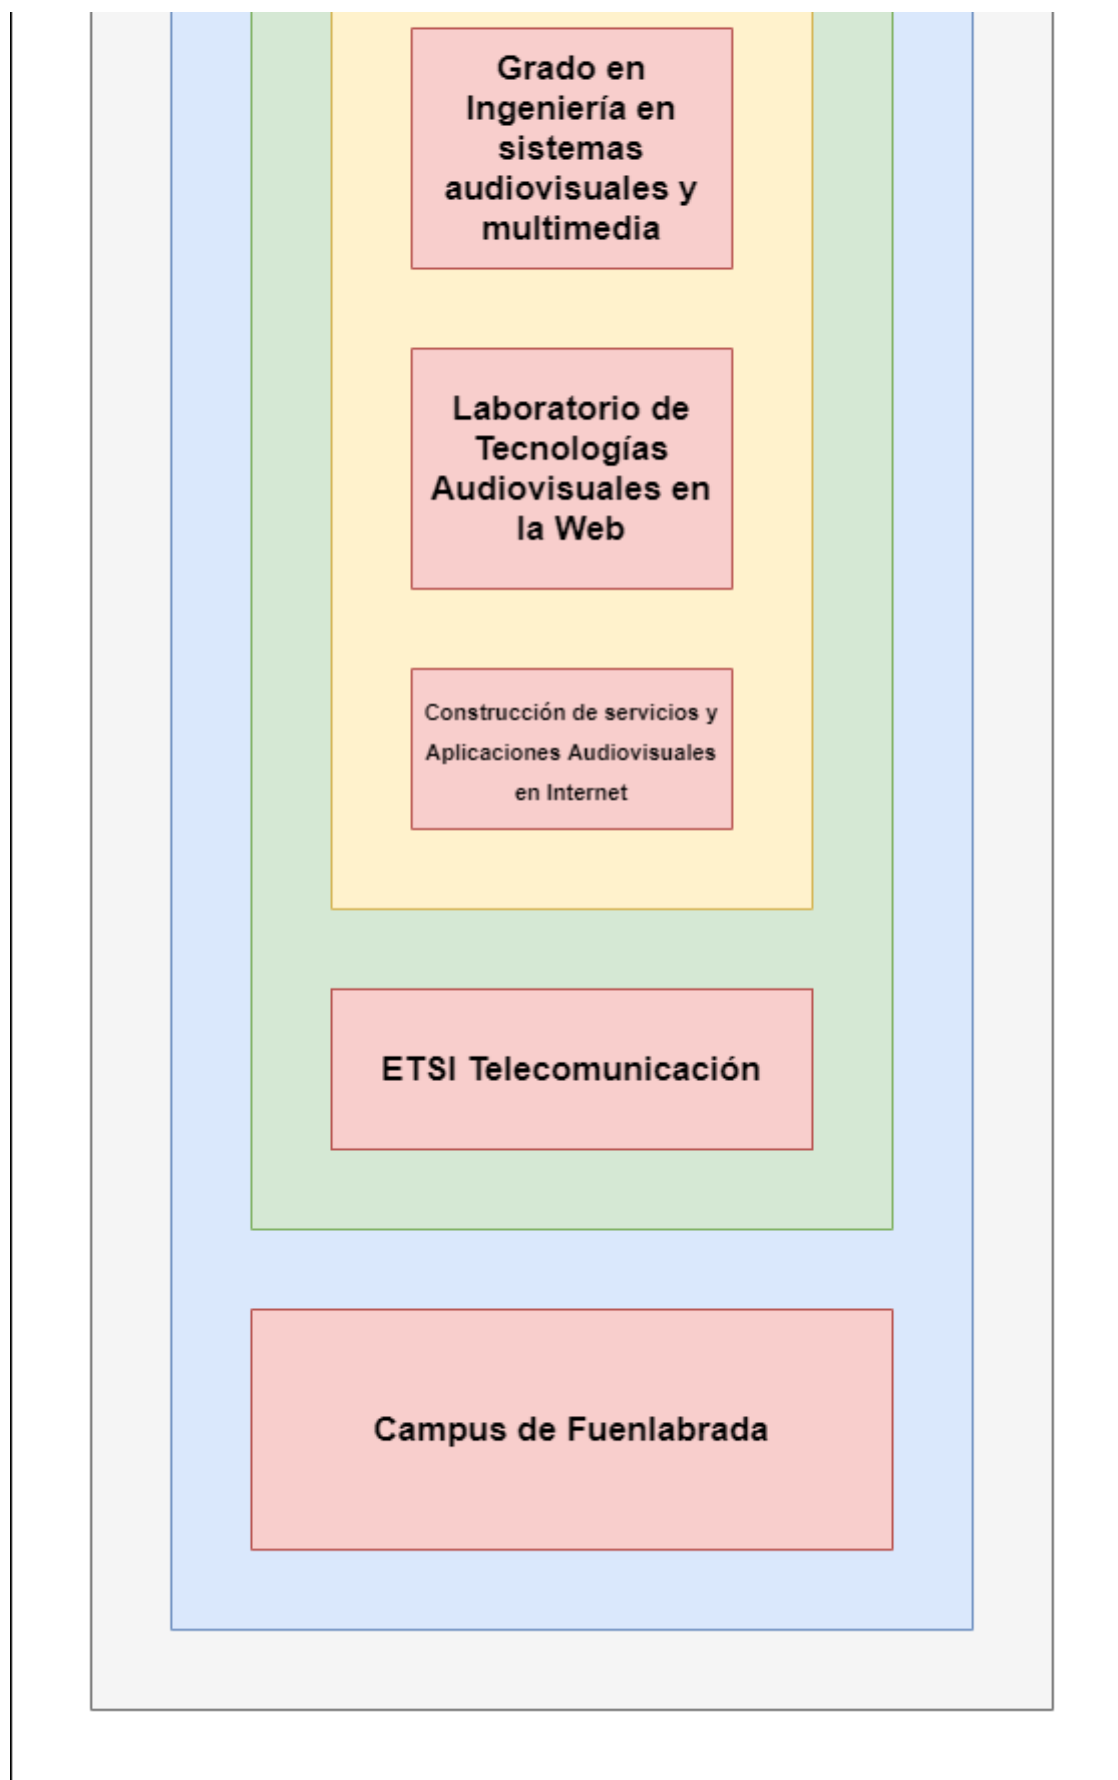 Grado en
Ingeniería en
sistemas
audiovisuales y
multimedia
Laboratorio de
Tecnologías
Audiovisuales en
la Web
Construcción de servicios y
Aplicaciones Audiovisuales
en Internet
ETSI Telecomunicación
Campus de Fuenlabrada